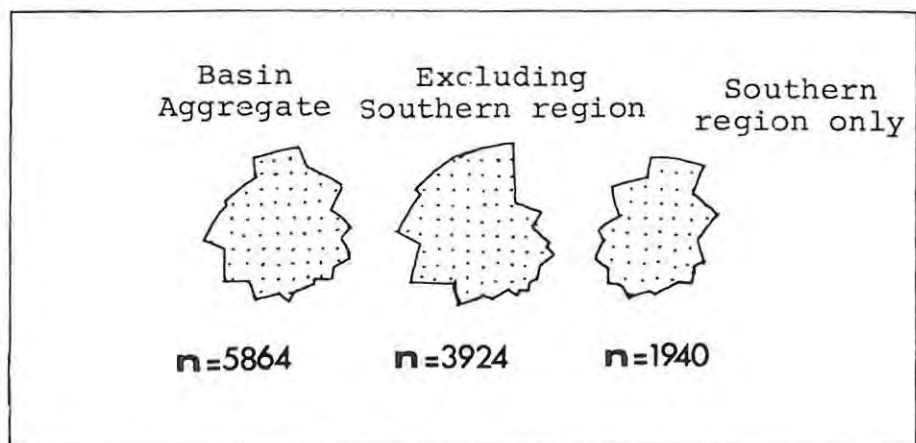 Basin
Aggregate
Excluding
Southern region
Southern
region only
n=5864
n=3924
n=1940